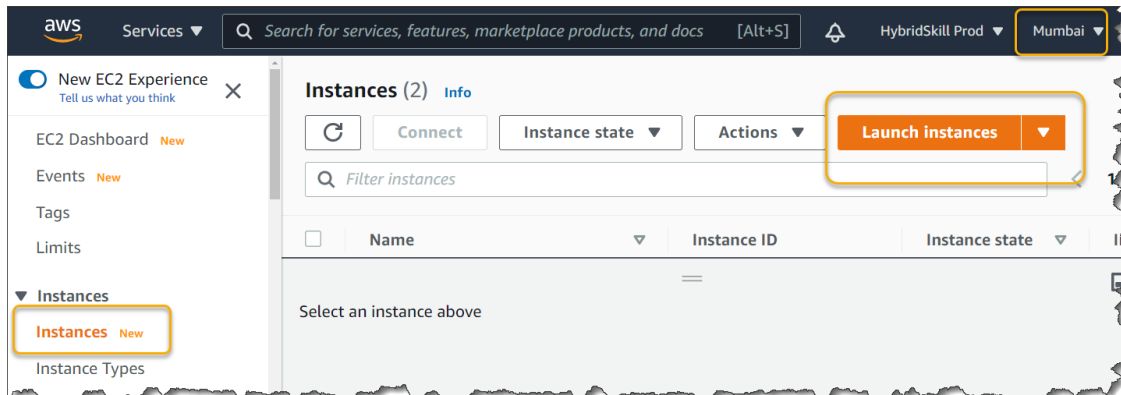 aws Services ▼ Search for services, features, marketplace products, and docs [Alt+S] HybridSkill Prod ▼ Mumbai ▼
New EC2 Experience
Tell us what you think
EC2 Dashboard New
Events New
Tags
Limits
▼ Instances
Instances New
Instance Types
Instances (2) Info
Connect Instance state ▼ Actions ▼ Launch instances ▼
Filter instances
Name Instance ID Instance state
Select an instance above